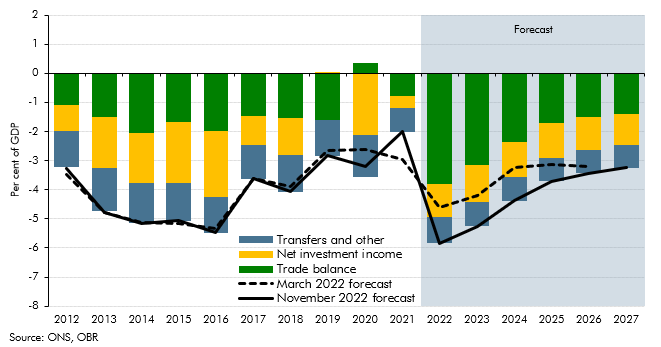 2
1
0
-1
-2
-3
-4
-5
-6
-7
-8
Per cent of GDP
Forecast
Transfers and other
Net investment income
Trade balance
March 2022 forecast
November 2022 forecast
2012 2013 2014 2015 2016 2017 2018 2019 2020 2021 2022 2023 2024 2025 2026 2027
Source: ONS, OBR